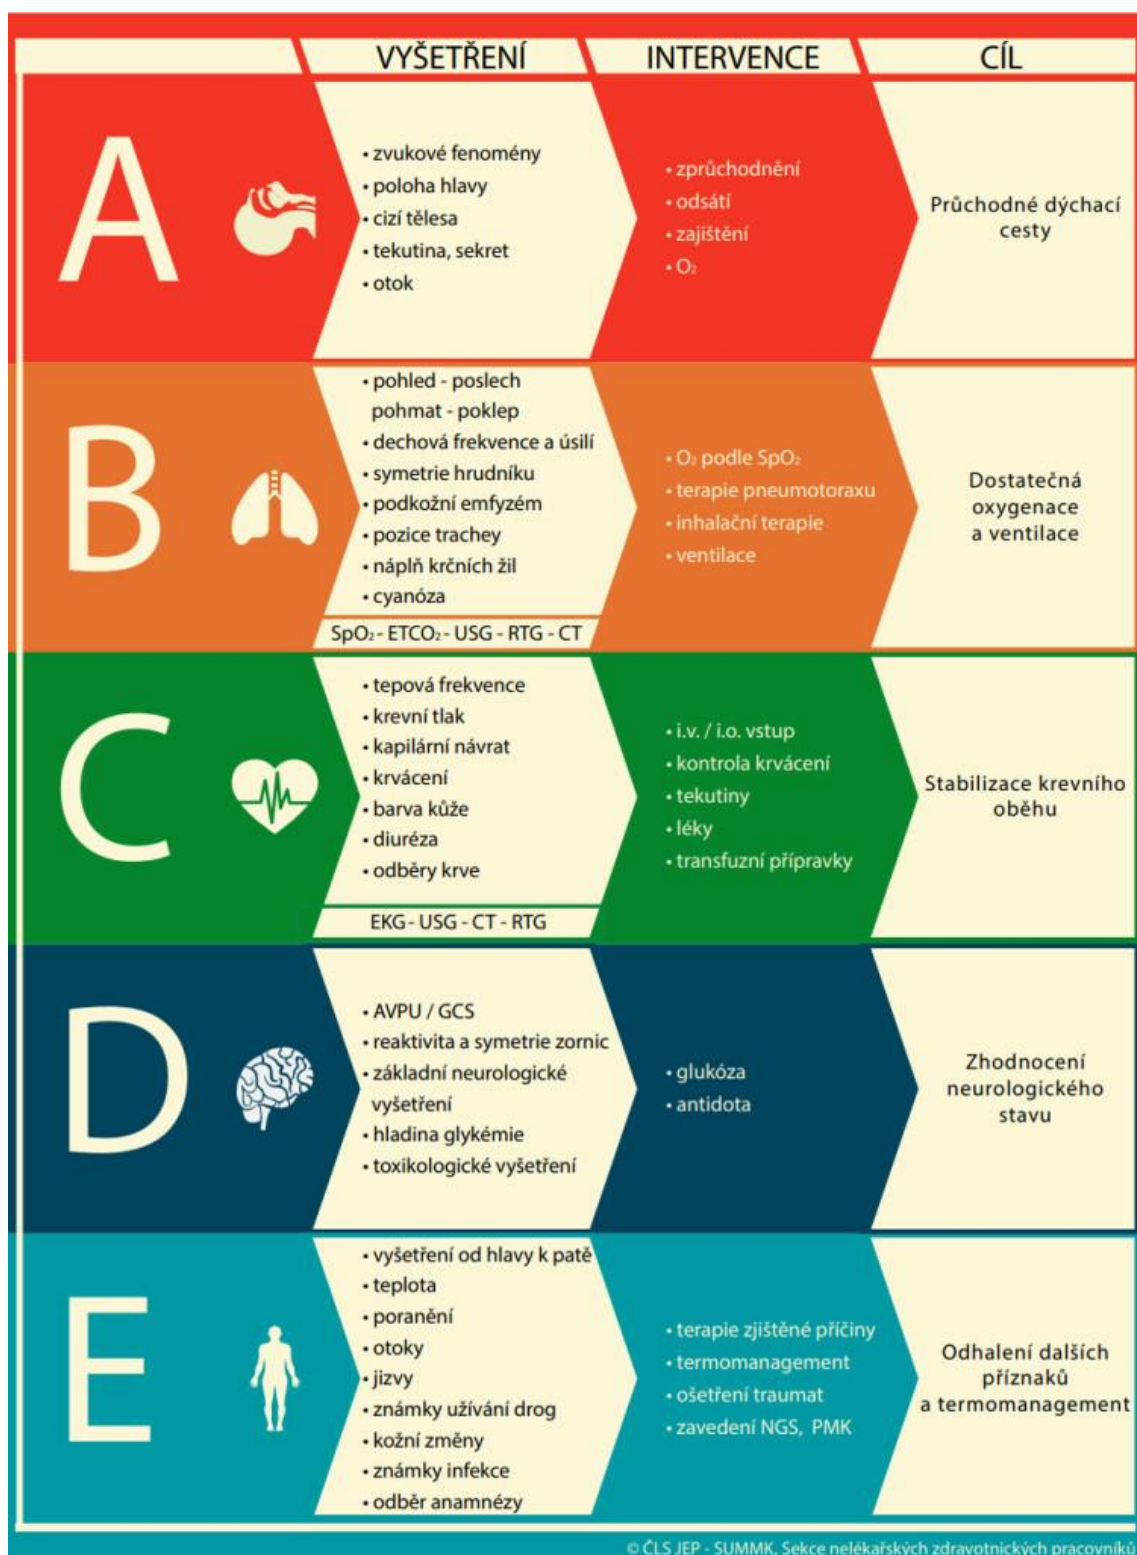 VYŠETŘENÍ INTERVENCE CÍL
A
• zvukové fenomény
• poloha hlavy
• cizí tělesa
• tekutina, sekret
• otok
• zprůchodnění
• odsátí
• zajištění
• O₂
Průchodné dýchací
cesty
B
• pohled - poslech
pohmat - poklep
• dechová frekvence a úsilí
• symetrie hrudníku
• podkožní emfyzém
• pozice trachey
• náplň krčních žil
• cyanóza
SpO₂ - ETCO₂ - USG - RTG - CT
• O₂ podle SpO₂
• terapie pneumotoraxu
• inhalační terapie
• ventilace
Dostatečná
oxygenace
a ventilace
C
• tepová frekvence
• krevní tlak
• kapilární návrat
• krvácení
• barva kůže
• diuréza
• odběry krve
EKG - USG - CT - RTG
• i.v. / i.o. vstup
• kontrola krvácení
• tekutiny
• léky
• transfuzní přípravky
Stabilizace krevního
oběhu
D
• AVPU / GCS
• reaktivita a symetrie zornic
• základní neurologické
vyšetření
• hladina glykémie
• toxikologické vyšetření
• glukóza
• antidota
Zhodnocení
neurologického
stavu
E
• vyšetření od hlavy k patě
• teplota
• poranění
• otoky
• jizvy
• známky užívání drog
• kožní změny
• známky infekce
• odběr anamnézy
• terapie zjištěné příčiny
• termomanagement
• ošetření traumat
• zavedení NGS, PMK
Odhalení dalších
příznaků
a termomanagement
© ČLS JEP - SUMMK, Sekce nelékařských zdravotnických pracovníků